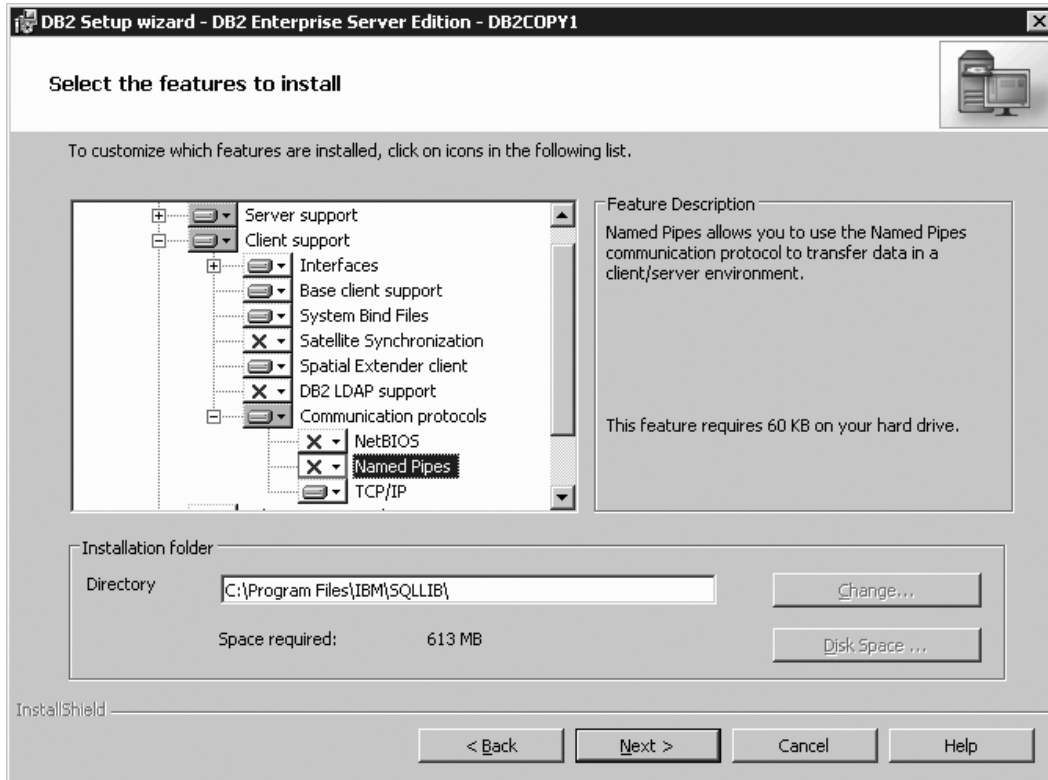 DB2 Setup wizard - DB2 Enterprise Server Edition - DB2COPY1
Select the features to install
To customize which features are installed, click on icons in the following list.
Server support
Client support
Interfaces
Base client support
System Bind Files
Satellite Synchronization
Spatial Extender client
DB2 LDAP support
Communication protocols
NetBIOS
Named Pipes
TCP/IP
Feature Description
Named Pipes allows you to use the Named Pipes
communication protocol to transfer data in a
client/server environment.
This feature requires 60 KB on your hard drive.
Installation folder
Directory
C:\Program Files\IBM\SQLLIB\
Change...
Space required: 613 MB
Disk Space ...
InstallShield
< Back Next > Cancel Help